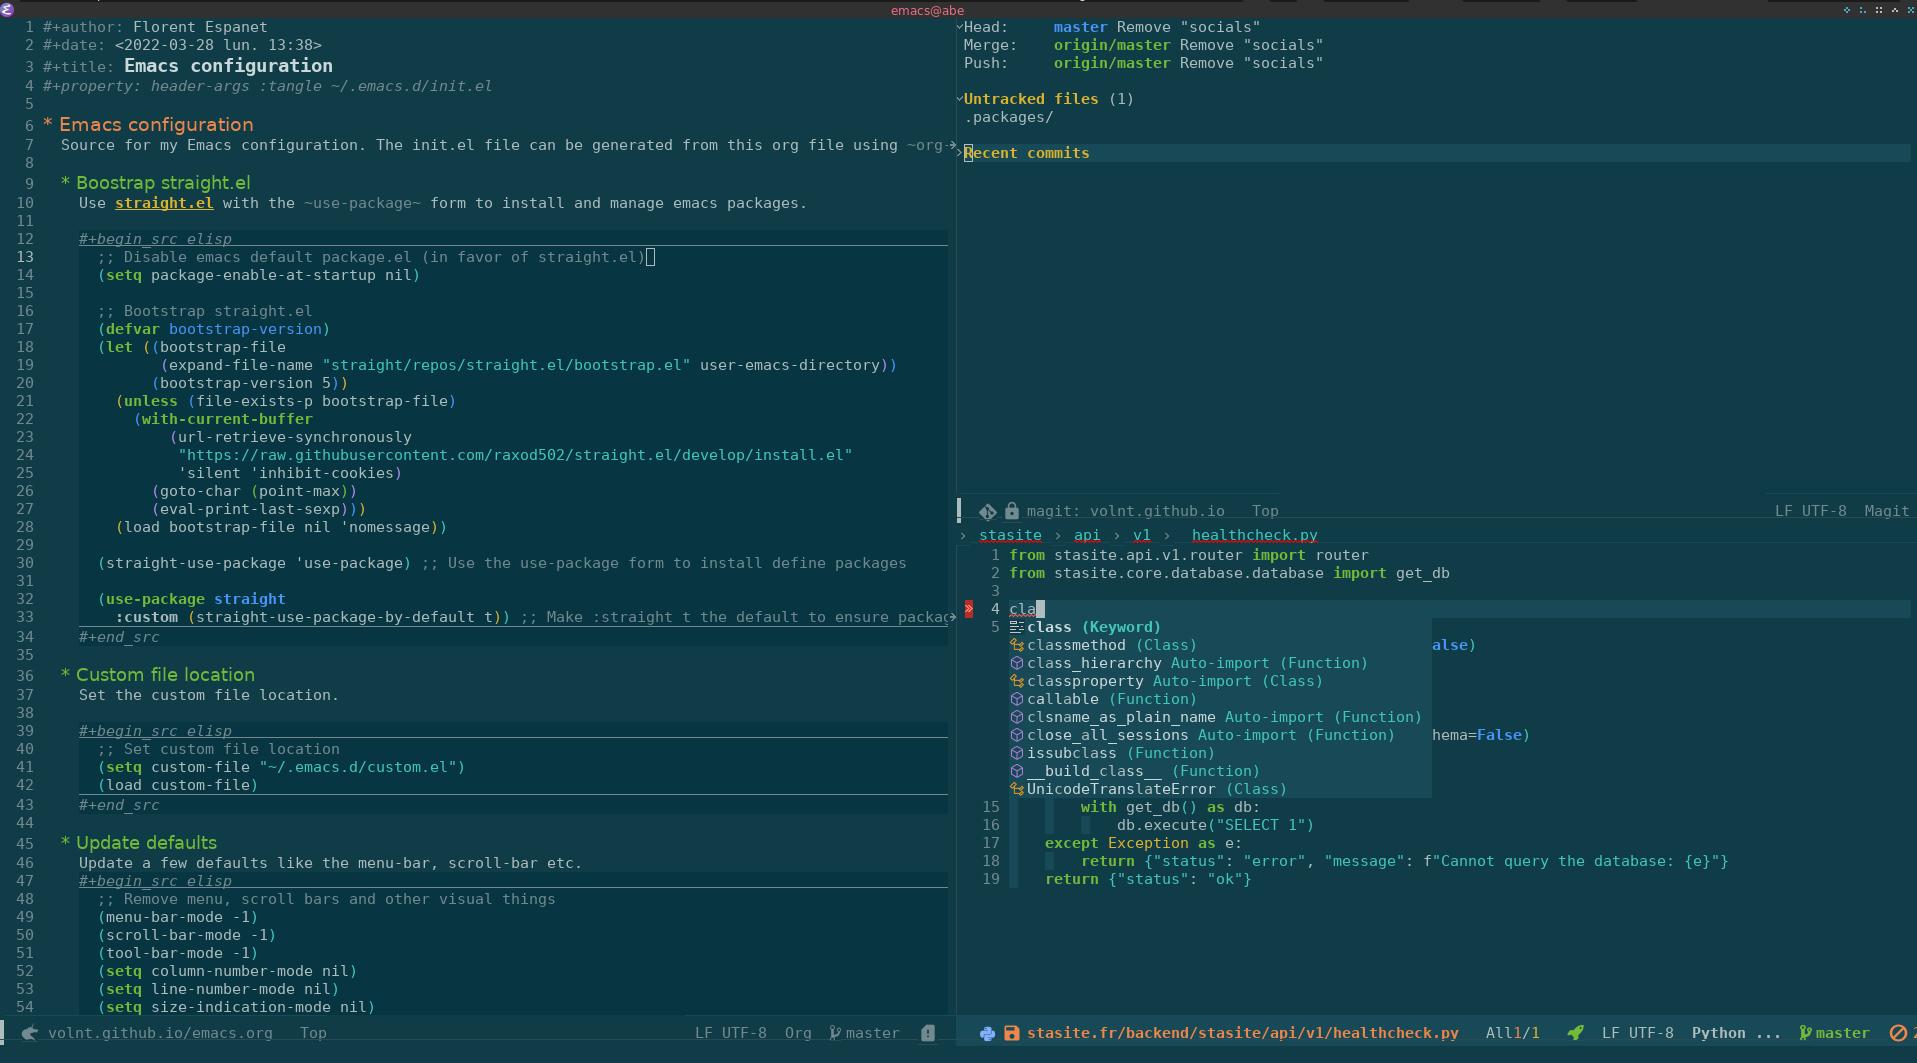 emacs@abe
1 #+author: Florent Espanet
2 #+date: <2022-03-28 lun. 13:38>
3 #+title: Emacs configuration
4 #+property: header-args :tangle ~/.emacs.d/init.el
5
6 * Emacs configuration
7 Source for my Emacs configuration. The init.el file can be generated from this org file using ~org-
8
9 * Boostrap straight.el
10 Use straight.el with the ~use-package~ form to install and manage emacs packages.
11
12 #+begin_src elisp
13 ;; Disable emacs default package.el (in favor of straight.el)
14 (setq package-enable-at-startup nil)
15
16 ;; Bootstrap straight.el
17 (defvar bootstrap-version)
18 (let ((bootstrap-file
19 (expand-file-name "straight/repos/straight.el/bootstrap.el" user-emacs-directory))
20 (bootstrap-version 5))
21 (unless (file-exists-p bootstrap-file)
22 (with-current-buffer
23 (url-retrieve-synchronously
24 "https://raw.githubusercontent.com/raxod502/straight.el/develop/install.el"
25 'silent 'inhibit-cookies)
26 (goto-char (point-max))
27 (eval-print-last-sexp)))
28 (load bootstrap-file nil 'nomessage))
29
30 (straight-use-package 'use-package) ;; Use the use-package form to install define packages
31
32 (use-package straight
33 :custom (straight-use-package-by-default t)) ;; Make :straight t the default to ensure packag
34 #+end_src
35
36 * Custom file location
37 Set the custom file location.
38
39 #+begin_src elisp
40 ;; Set custom file location
41 (setq custom-file "~/.emacs.d/custom.el")
42 (load custom-file)
43 #+end_src
44
45 * Update defaults
46 Update a few defaults like the menu-bar, scroll-bar etc.
47 #+begin_src elisp
48 ;; Remove menu, scroll bars and other visual things
49 (menu-bar-mode -1)
50 (scroll-bar-mode -1)
51 (tool-bar-mode -1)
52 (setq column-number-mode nil)
53 (setq line-number-mode nil)
54 (setq size-indication-mode nil)
volnt.github.io/emacs.org Top LF UTF-8 Org master
Head: master Remove "socials"
Merge: origin/master Remove "socials"
Push: origin/master Remove "socials"
Untracked files (1)
.packages/
Recent commits
magit: volnt.github.io Top LF UTF-8 Magit
› stasite › api › v1 › healthcheck.py
1 from stasite.api.v1.router import router
2 from stasite.core.database.database import get_db
3
» 4 cla
5 class (Keyword)
classmethod (Class) alse)
class_hierarchy Auto-import (Function)
classproperty Auto-import (Class)
callable (Function)
clsname_as_plain_name Auto-import (Function)
close_all_sessions Auto-import (Function) hema=False)
issubclass (Function)
__build_class__ (Function)
UnicodeTranslateError (Class)
15 with get_db() as db:
16 db.execute("SELECT 1")
17 except Exception as e:
18 return {"status": "error", "message": f"Cannot query the database: {e}"}
19 return {"status": "ok"}
stasite.fr/backend/stasite/api/v1/healthcheck.py All1/1 LF UTF-8 Python ... master